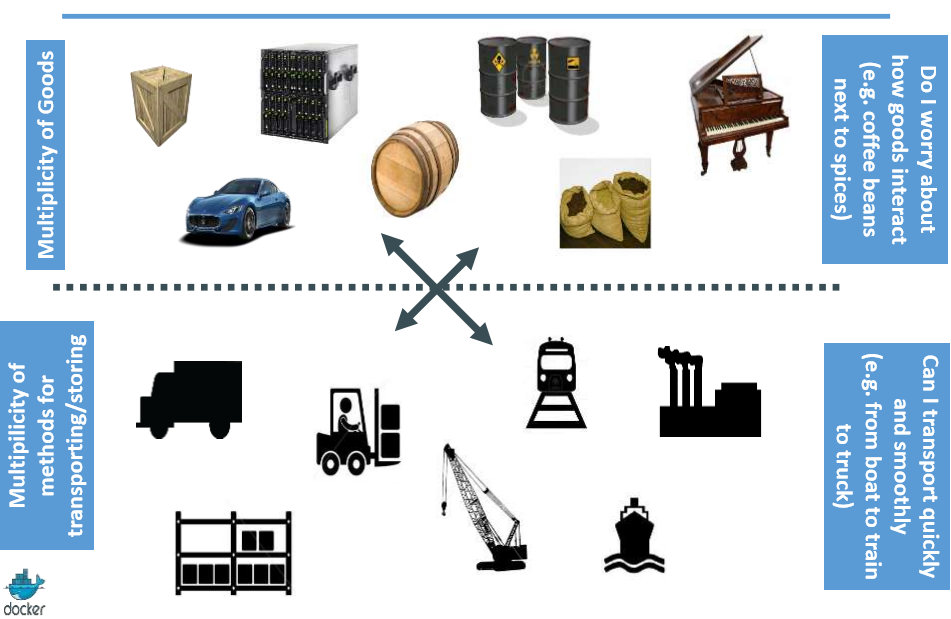 Multiplicity of Goods
Do I worry about
how goods interact
(e.g. coffee beans
next to spices)
Multipilicity of
methods for
transporting/storing
Can I transport quickly
and smoothly
(e.g. from boat to train
to truck)
docker